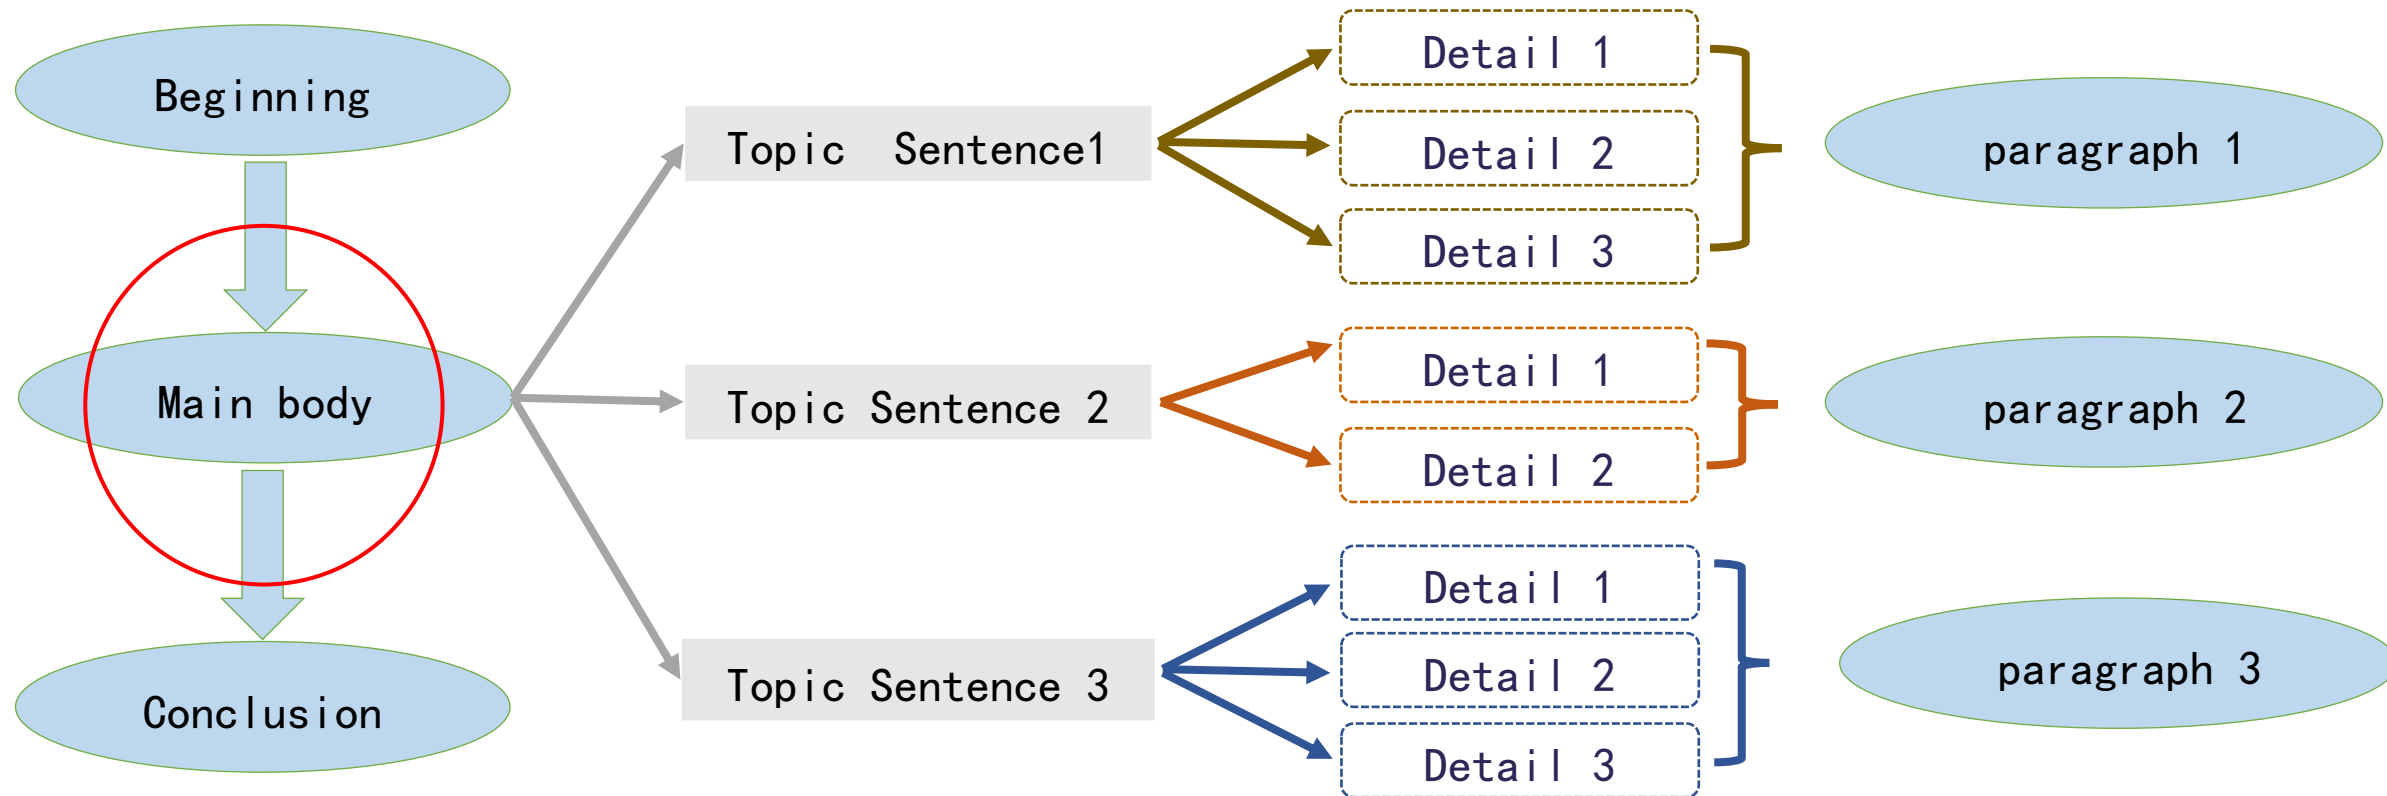 Beginning
Main body
Conclusion
Topic  Sentence1
Detail 1
Detail 2
Detail 3
paragraph 1
Topic Sentence 2
Detail 1
Detail 2
paragraph 2
Topic Sentence 3
Detail 1
Detail 2
Detail 3
paragraph 3